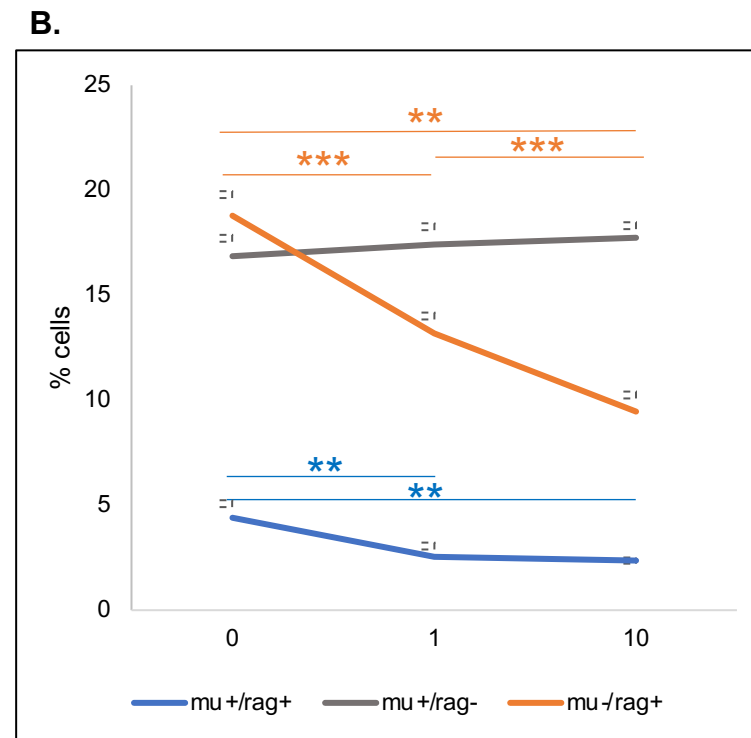 B.
25
**
***
***
20
15
% cells
10
**
**
5
0
0 1 10
mu+/rag+ mu+/rag- mu-/rag+